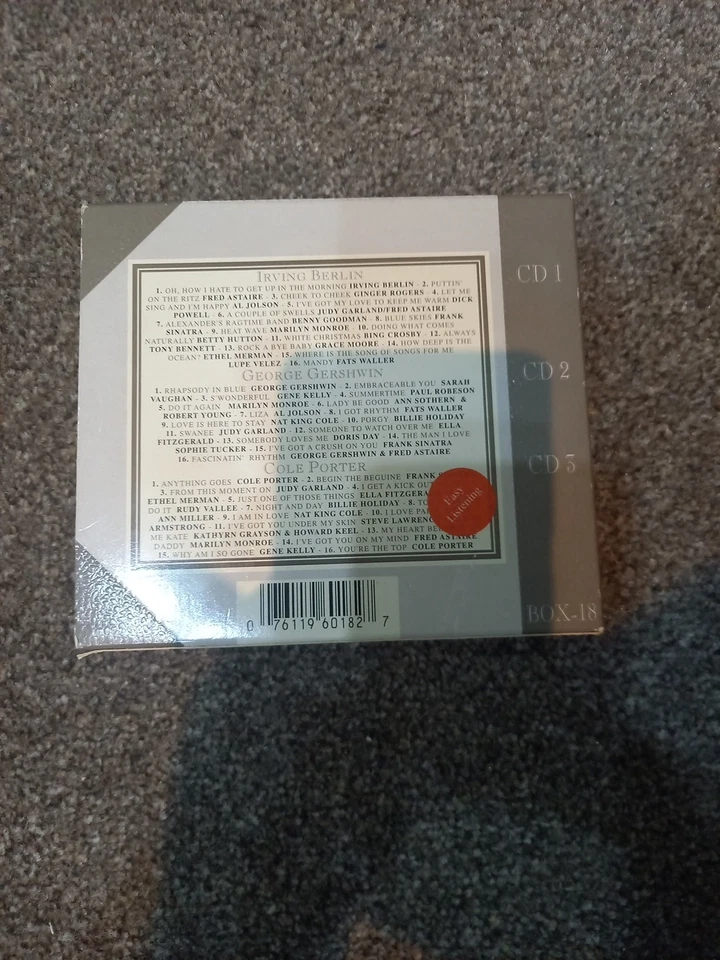 IRVING BERLIN
1. OH, HOW I HATE TO GET UP IN THE MORNING IRVING BERLIN - 2. PUTTIN'
ON THE RITZ FRED ASTAIRE - 3. CHEEK TO CHEEK GINGER ROGERS - 4. LET ME
SING AND I'M HAPPY AL JOLSON - 5. I'VE GOT MY LOVE TO KEEP ME WARM DICK
POWELL - 6. A COUPLE OF SWELLS JUDY GARLAND/FRED ASTAIRE
7. ALEXANDER'S RAGTIME BAND BENNY GOODMAN - 8. BLUE SKIES FRANK
SINATRA - 9. HEAT WAVE MARILYN MONROE - 10. DOING WHAT COMES
NATURALLY BETTY HUTTON - 11. WHITE CHRISTMAS BING CROSBY - 12. ALWAYS
TONY BENNETT - 13. ROCK A BYE BABY GRACE MOORE - 14. HOW DEEP IS THE
OCEAN? ETHEL MERMAN - 15. WHERE IS THE SONG OF SONGS FOR ME
LUPE VELEZ - 16. MANDY FATS WALLER
GEORGE GERSHWIN
1. RHAPSODY IN BLUE GEORGE GERSHWIN - 2. EMBRACEABLE YOU SARAH
VAUGHAN - 3. S'WONDERFUL GENE KELLY - 4. SUMMERTIME PAUL ROBESON
5. DO IT AGAIN MARILYN MONROE - 6. LADY BE GOOD ANN SOTHERN &
ROBERT YOUNG - 7. LIZA AL JOLSON - 8. I GOT RHYTHM FATS WALLER
9. LOVE IS HERE TO STAY NAT KING COLE - 10. PORGY BILLIE HOLIDAY
11. SWANEE JUDY GARLAND - 12. SOMEONE TO WATCH OVER ME ELLA
FITZGERALD - 13. SOMEBODY LOVES ME DORIS DAY - 14. THE MAN I LOVE
SOPHIE TUCKER - 15. I'VE GOT A CRUSH ON YOU FRANK SINATRA
16. FASCINATIN' RHYTHM GEORGE GERSHWIN & FRED ASTAIRE
COLE PORTER
1. ANYTHING GOES COLE PORTER - 2. BEGIN THE BEGUINE FRANK
3. FROM THIS MOMENT ON JUDY GARLAND - 4. I GET A KICK OUT
ETHEL MERMAN - 5. JUST ONE OF THOSE THINGS ELLA FITZGERA
DO IT RUDY VALLEE - 7. NIGHT AND DAY BILLIE HOLIDAY - 8. TO
ANN MILLER - 9. I AM IN LOVE NAT KING COLE - 10. I LOVE PA
ARMSTRONG - 11. I'VE GOT YOU UNDER MY SKIN STEVE LAWRENC
ME KATE KATHYRN GRAYSON & HOWARD KEEL - 13. MY HEART BE
DADDY MARILYN MONROE - 14. I'VE GOT YOU ON MY MIND FRED ASTAIRE
15. WHY AM I SO GONE GENE KELLY - 16. YOU'RE THE TOP COLE PORTER
Easy
Listening
CD 1
CD 2
CD 3
BOX-18
0 76119 60182 7